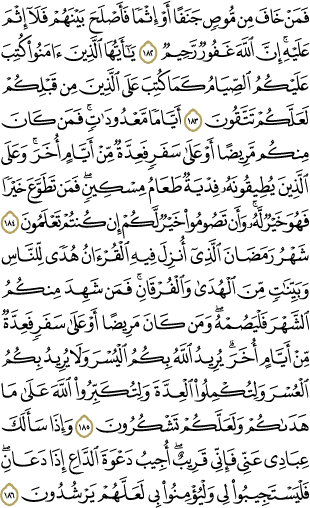 فَمَنْ خَافَ مِن مُّوصٍ جَنَفًا أَوْ إِثْمًا فَأَصْلَحَ بَيْنَهُمْ فَلَآ إِثْمَ
عَلَيْهِ ۚ إِنَّ ٱللَّهَ غَفُورٌ رَّحِيمٌ ١٨٢ يَـٰٓأَيُّهَا ٱلَّذِينَ ءَامَنُوا۟ كُتِبَ
عَلَيْكُمُ ٱلصِّيَامُ كَمَا كُتِبَ عَلَى ٱلَّذِينَ مِن قَبْلِكُمْ
لَعَلَّكُمْ تَتَّقُونَ ١٨٣ أَيَّامًا مَّعْدُودَٰتٍ ۚ فَمَن كَانَ
مِنكُم مَّرِيضًا أَوْ عَلَىٰ سَفَرٍ فَعِدَّةٌ مِّنْ أَيَّامٍ أُخَرَ ۚ وَعَلَى
ٱلَّذِينَ يُطِيقُونَهُۥ فِدْيَةٌ طَعَامُ مِسْكِينٍ ۖ فَمَن تَطَوَّعَ خَيْرًا
فَهُوَ خَيْرٌ لَّهُۥ ۚ وَأَن تَصُومُوا۟ خَيْرٌ لَّكُمْ ۖ إِن كُنتُمْ تَعْلَمُونَ ١٨٤
شَهْرُ رَمَضَانَ ٱلَّذِىٓ أُنزِلَ فِيهِ ٱلْقُرْءَانُ هُدًى لِّلنَّاسِ
وَبَيِّنَـٰتٍ مِّنَ ٱلْهُدَىٰ وَٱلْفُرْقَانِ ۚ فَمَن شَهِدَ مِنكُمُ
ٱلشَّهْرَ فَلْيَصُمْهُ ۖ وَمَن كَانَ مَرِيضًا أَوْ عَلَىٰ سَفَرٍ فَعِدَّةٌ
مِّنْ أَيَّامٍ أُخَرَ ۗ يُرِيدُ ٱللَّهُ بِكُمُ ٱلْيُسْرَ وَلَا يُرِيدُ بِكُمُ
ٱلْعُسْرَ وَلِتُكْمِلُوا۟ ٱلْعِدَّةَ وَلِتُكَبِّرُوا۟ ٱللَّهَ عَلَىٰ مَا
هَدَىٰكُمْ وَلَعَلَّكُمْ تَشْكُرُونَ ١٨٥ وَإِذَا سَأَلَكَ
عِبَادِى عَنِّى فَإِنِّى قَرِيبٌ ۖ أُجِيبُ دَعْوَةَ ٱلدَّاعِ إِذَا دَعَانِ ۖ
فَلْيَسْتَجِيبُوا۟ لِى وَلْيُؤْمِنُوا۟ بِى لَعَلَّهُمْ يَرْشُدُونَ ١٨٦